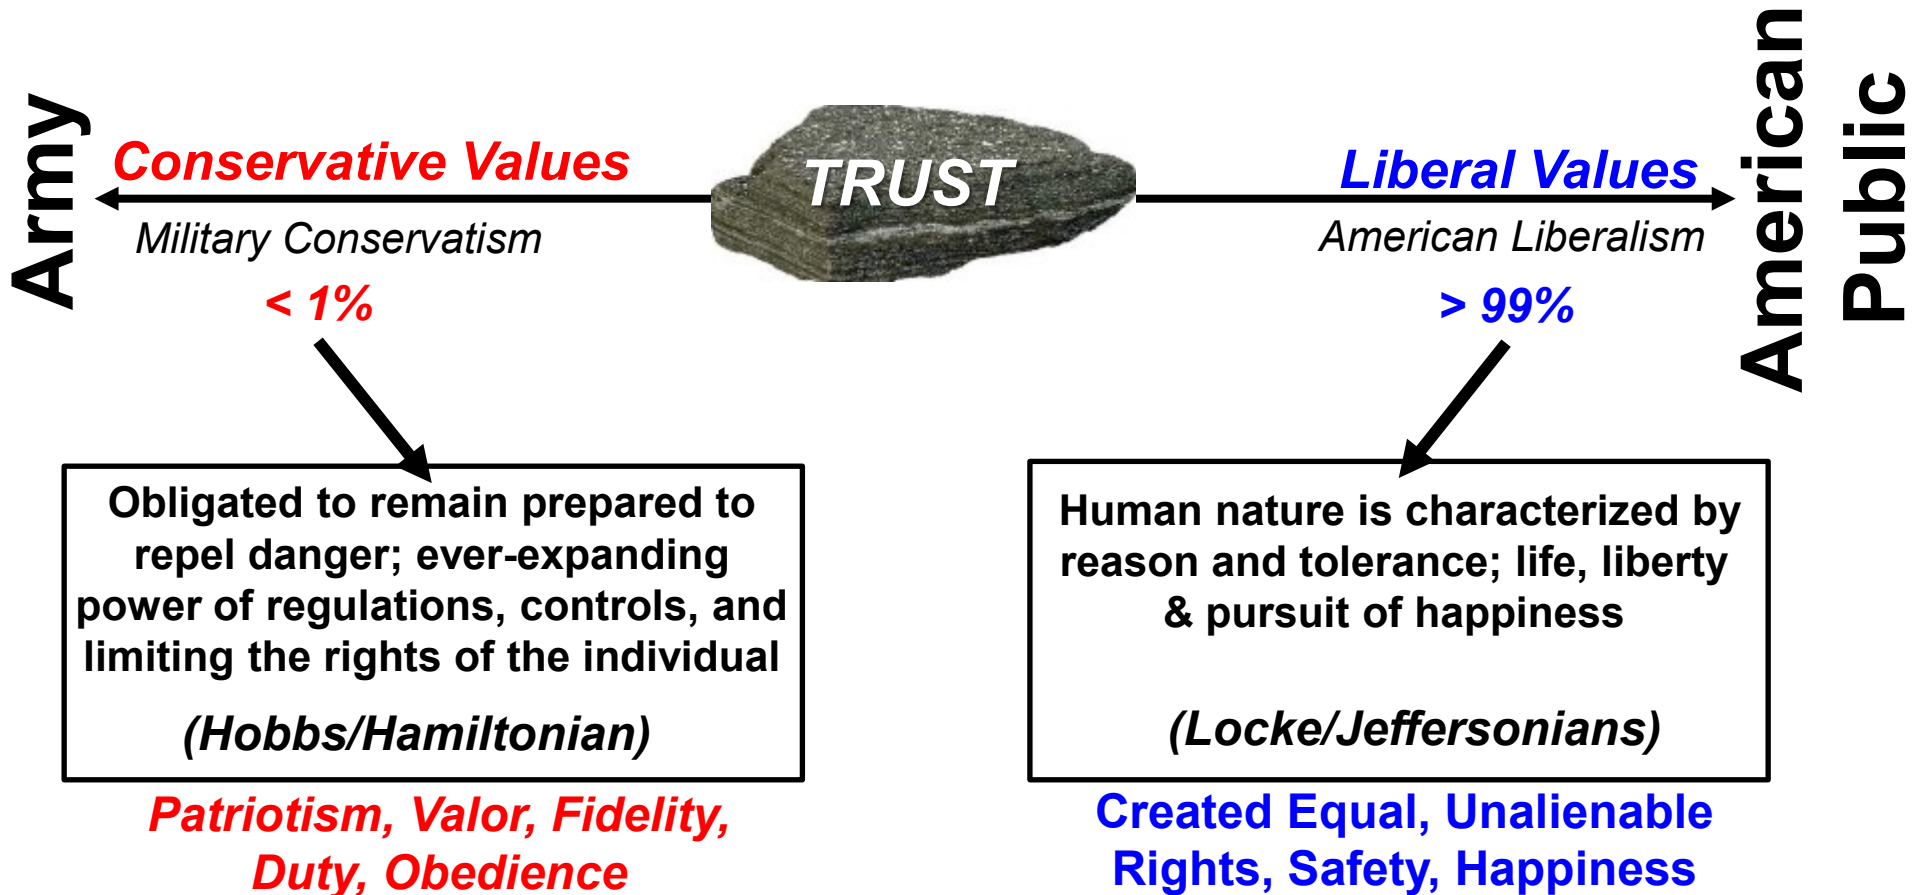 Army
Conservative Values
Military Conservatism
< 1%
TRUST
Liberal Values
American Liberalism
> 99%
American
Public
Obligated to remain prepared to
repel danger; ever-expanding
power of regulations, controls, and
limiting the rights of the individual
(Hobbs/Hamiltonian)
Patriotism, Valor, Fidelity,
Duty, Obedience
Human nature is characterized by
reason and tolerance; life, liberty
& pursuit of happiness
(Locke/Jeffersonians)
Created Equal, Unalienable
Rights, Safety, Happiness